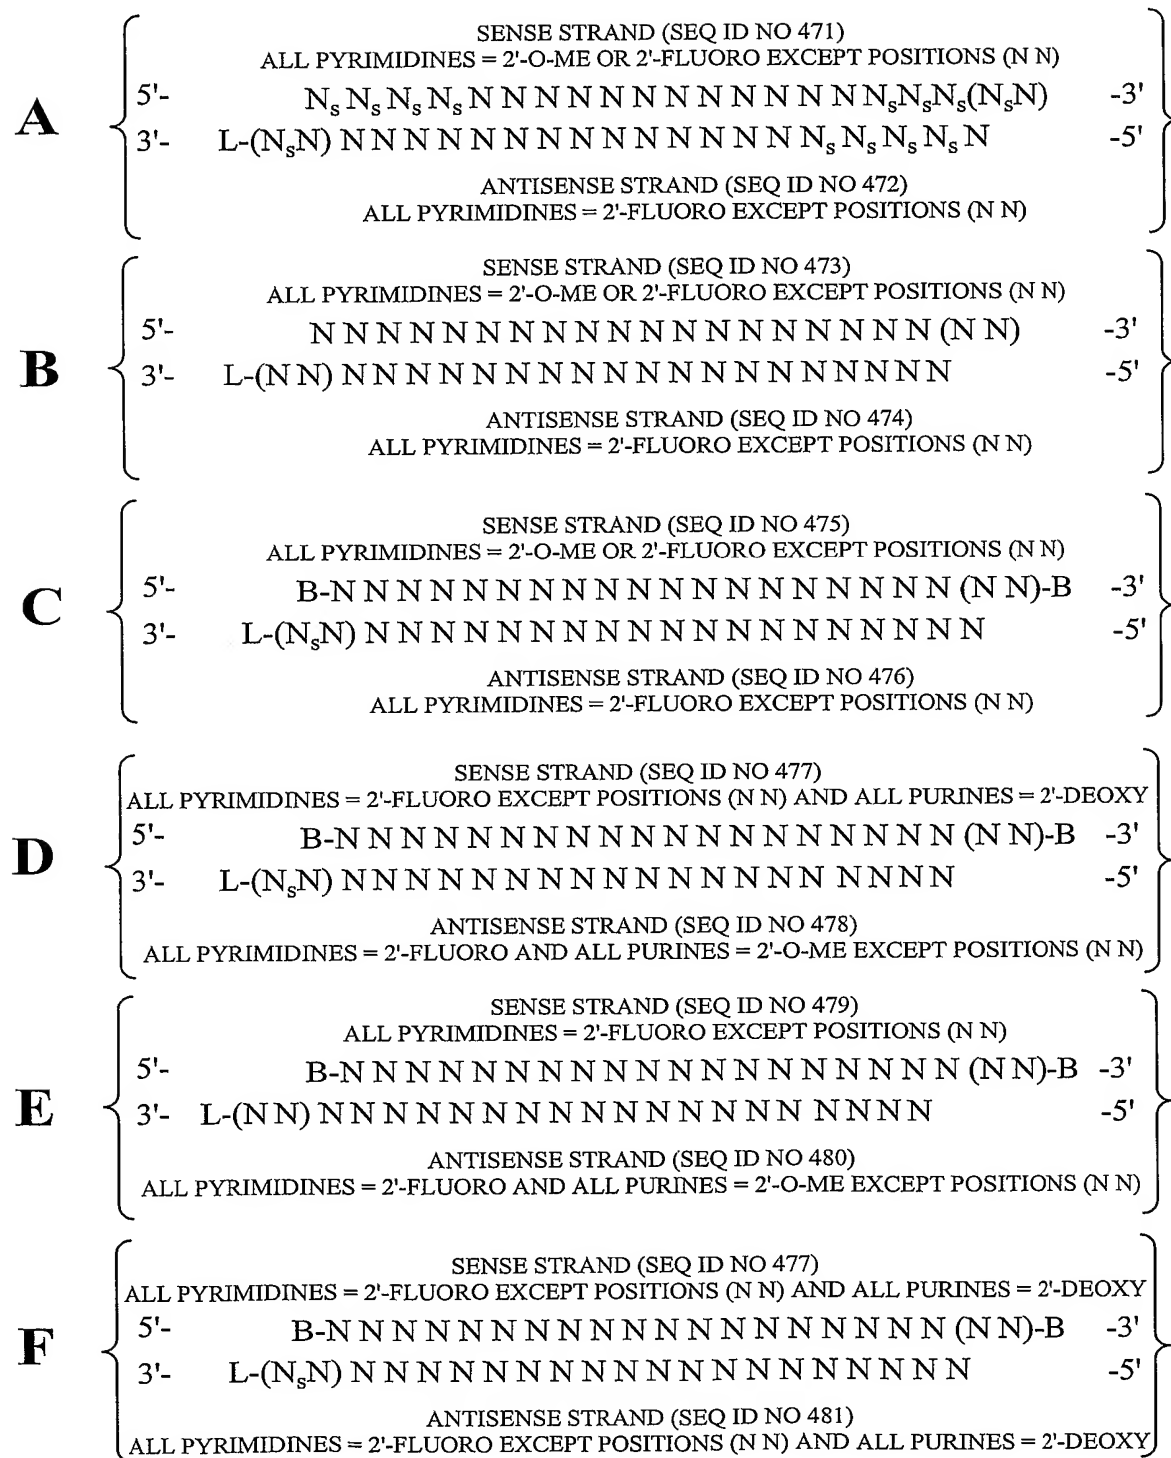 SENSE STRAND (SEQ ID NO 471)
ALL PYRIMIDINES = 2'-O-ME OR 2'-FLUORO EXCEPT POSITIONS (N N)
A
5'- NₛNₛNₛNₛN N N N N N N N N N N N NₛNₛNₛ(NₛN) -3'
3'- L-(NₛN) N N N N N N N N N N N N N N Nₛ Nₛ Nₛ Nₛ N -5'
ANTISENSE STRAND (SEQ ID NO 472)
ALL PYRIMIDINES = 2'-FLUORO EXCEPT POSITIONS (N N)
SENSE STRAND (SEQ ID NO 473)
ALL PYRIMIDINES = 2'-O-ME OR 2'-FLUORO EXCEPT POSITIONS (N N)
B
5'- N N N N N N N N N N N N N N N N N N N (N N) -3'
3'- L-(N N) N N N N N N N N N N N N N N N N N N N -5'
ANTISENSE STRAND (SEQ ID NO 474)
ALL PYRIMIDINES = 2'-FLUORO EXCEPT POSITIONS (N N)
SENSE STRAND (SEQ ID NO 475)
ALL PYRIMIDINES = 2'-O-ME OR 2'-FLUORO EXCEPT POSITIONS (N N)
C
5'- B-N N N N N N N N N N N N N N N N N N N (N N)-B -3'
3'- L-(NₛN) N N N N N N N N N N N N N N N N N N N -5'
ANTISENSE STRAND (SEQ ID NO 476)
ALL PYRIMIDINES = 2'-FLUORO EXCEPT POSITIONS (N N)
SENSE STRAND (SEQ ID NO 477)
ALL PYRIMIDINES = 2'-FLUORO EXCEPT POSITIONS (N N) AND ALL PURINES = 2'-DEOXY
D
5'- B-N N N N N N N N N N N N N N N N N N N (N N)-B -3'
3'- L-(NₛN) N N N N N N N N N N N N N N N N N N N -5'
ANTISENSE STRAND (SEQ ID NO 478)
ALL PYRIMIDINES = 2'-FLUORO AND ALL PURINES = 2'-O-ME EXCEPT POSITIONS (N N)
SENSE STRAND (SEQ ID NO 479)
ALL PYRIMIDINES = 2'-FLUORO EXCEPT POSITIONS (N N)
E
5'- B-N N N N N N N N N N N N N N N N N N N (N N)-B -3'
3'- L-(N N) N N N N N N N N N N N N N N N N N N N -5'
ANTISENSE STRAND (SEQ ID NO 480)
ALL PYRIMIDINES = 2'-FLUORO AND ALL PURINES = 2'-O-ME EXCEPT POSITIONS (N N)
SENSE STRAND (SEQ ID NO 477)
ALL PYRIMIDINES = 2'-FLUORO EXCEPT POSITIONS (N N) AND ALL PURINES = 2'-DEOXY
F
5'- B-N N N N N N N N N N N N N N N N N N N (N N)-B -3'
3'- L-(NₛN) N N N N N N N N N N N N N N N N N N N -5'
ANTISENSE STRAND (SEQ ID NO 481)
ALL PYRIMIDINES = 2'-FLUORO EXCEPT POSITIONS (N N) AND ALL PURINES = 2'-DEOXY